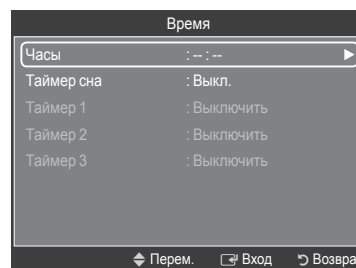 Время
Часы : -- : --
Таймер сна : Выкл.
Таймер 1 : Выключить
Таймер 2 : Выключить
Таймер 3 : Выключить
Перем. Вход Возвра